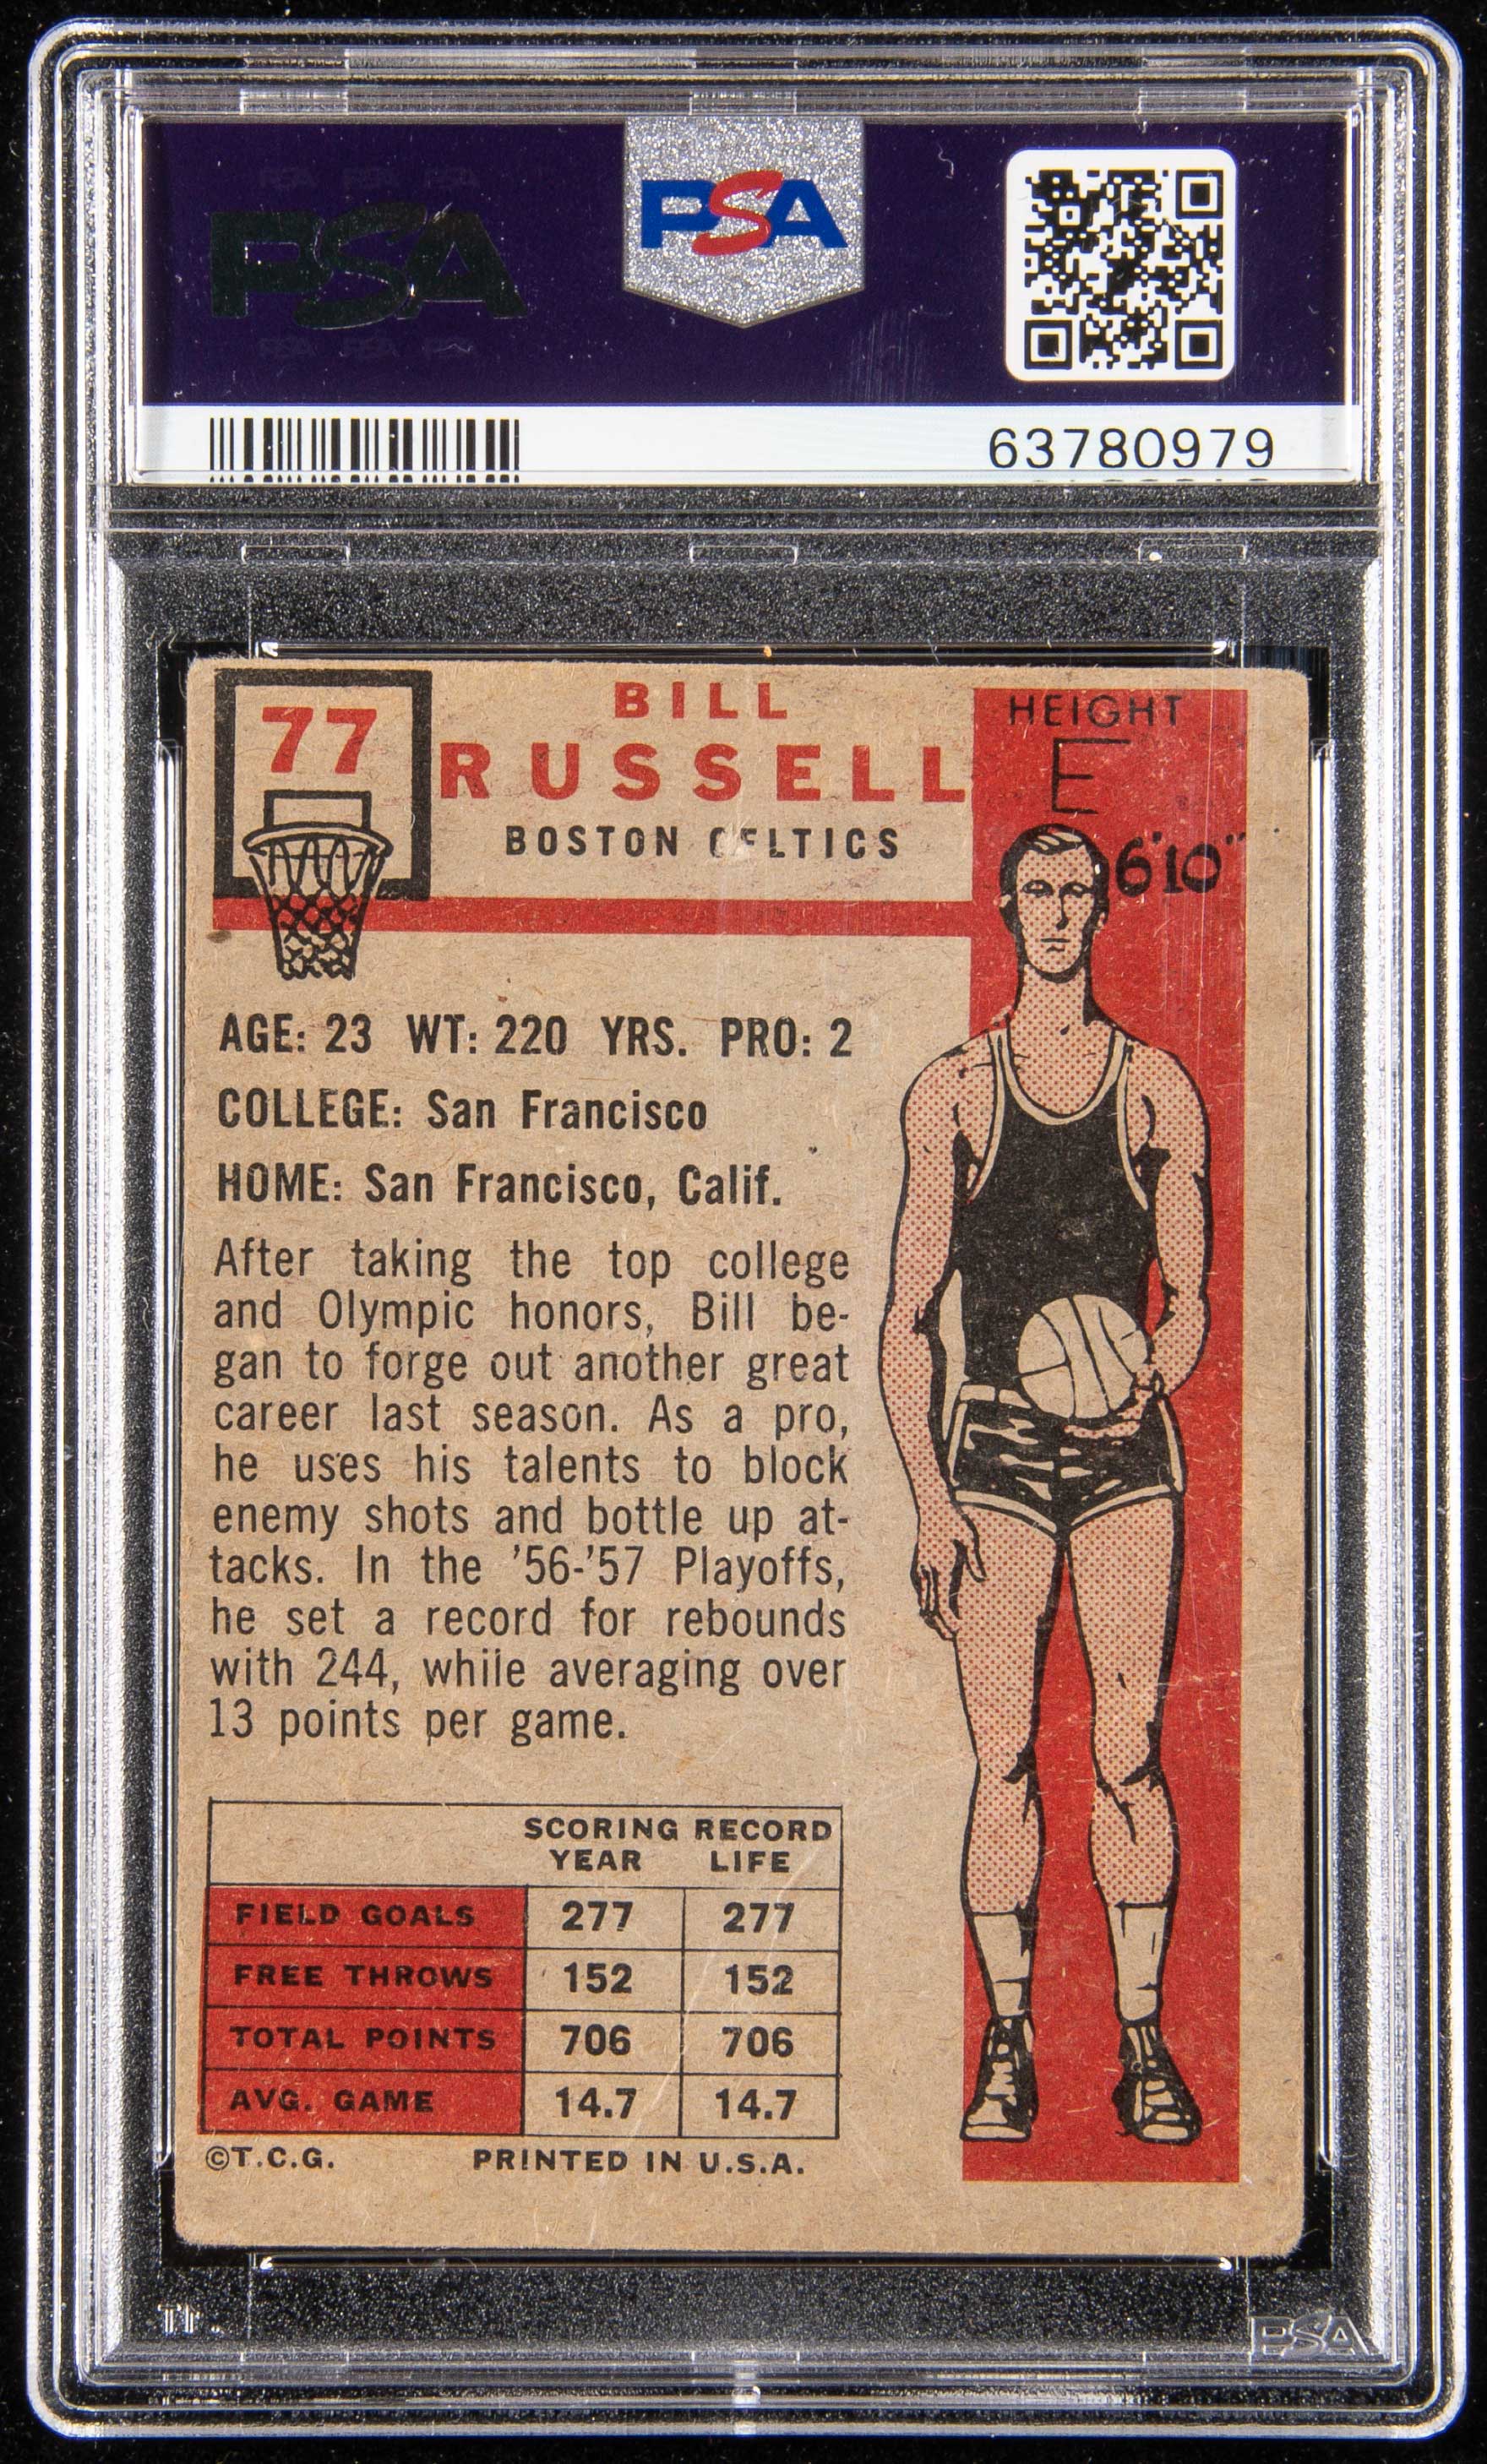 PSA
PSA
63780979
77
BILL
RUSSELL
BOSTON CELTICS
HEIGHT
6'10"
AGE: 23 WT: 220 YRS. PRO: 2
COLLEGE: San Francisco
HOME: San Francisco, Calif.
After taking the top college
and Olympic honors, Bill be-
gan to forge out another great
career last season. As a pro,
he uses his talents to block
enemy shots and bottle up at-
tacks. In the '56-'57 Playoffs,
he set a record for rebounds
with 244, while averaging over
13 points per game.
SCORING RECORD
YEAR LIFE
FIELD GOALS 277 277
FREE THROWS 152 152
TOTAL POINTS 706 706
AVG. GAME 14.7 14.7
©T.C.G. PRINTED IN U.S.A.
PSA